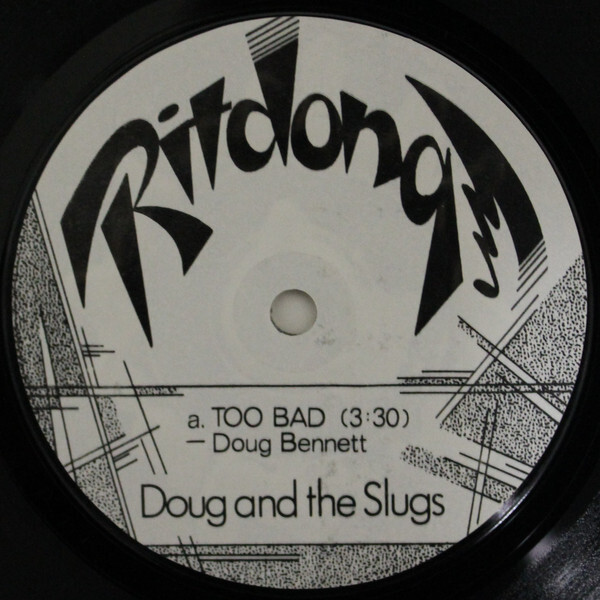 Ritdong
a. TOO BAD (3:30)
— Doug Bennett
Doug and the Slugs